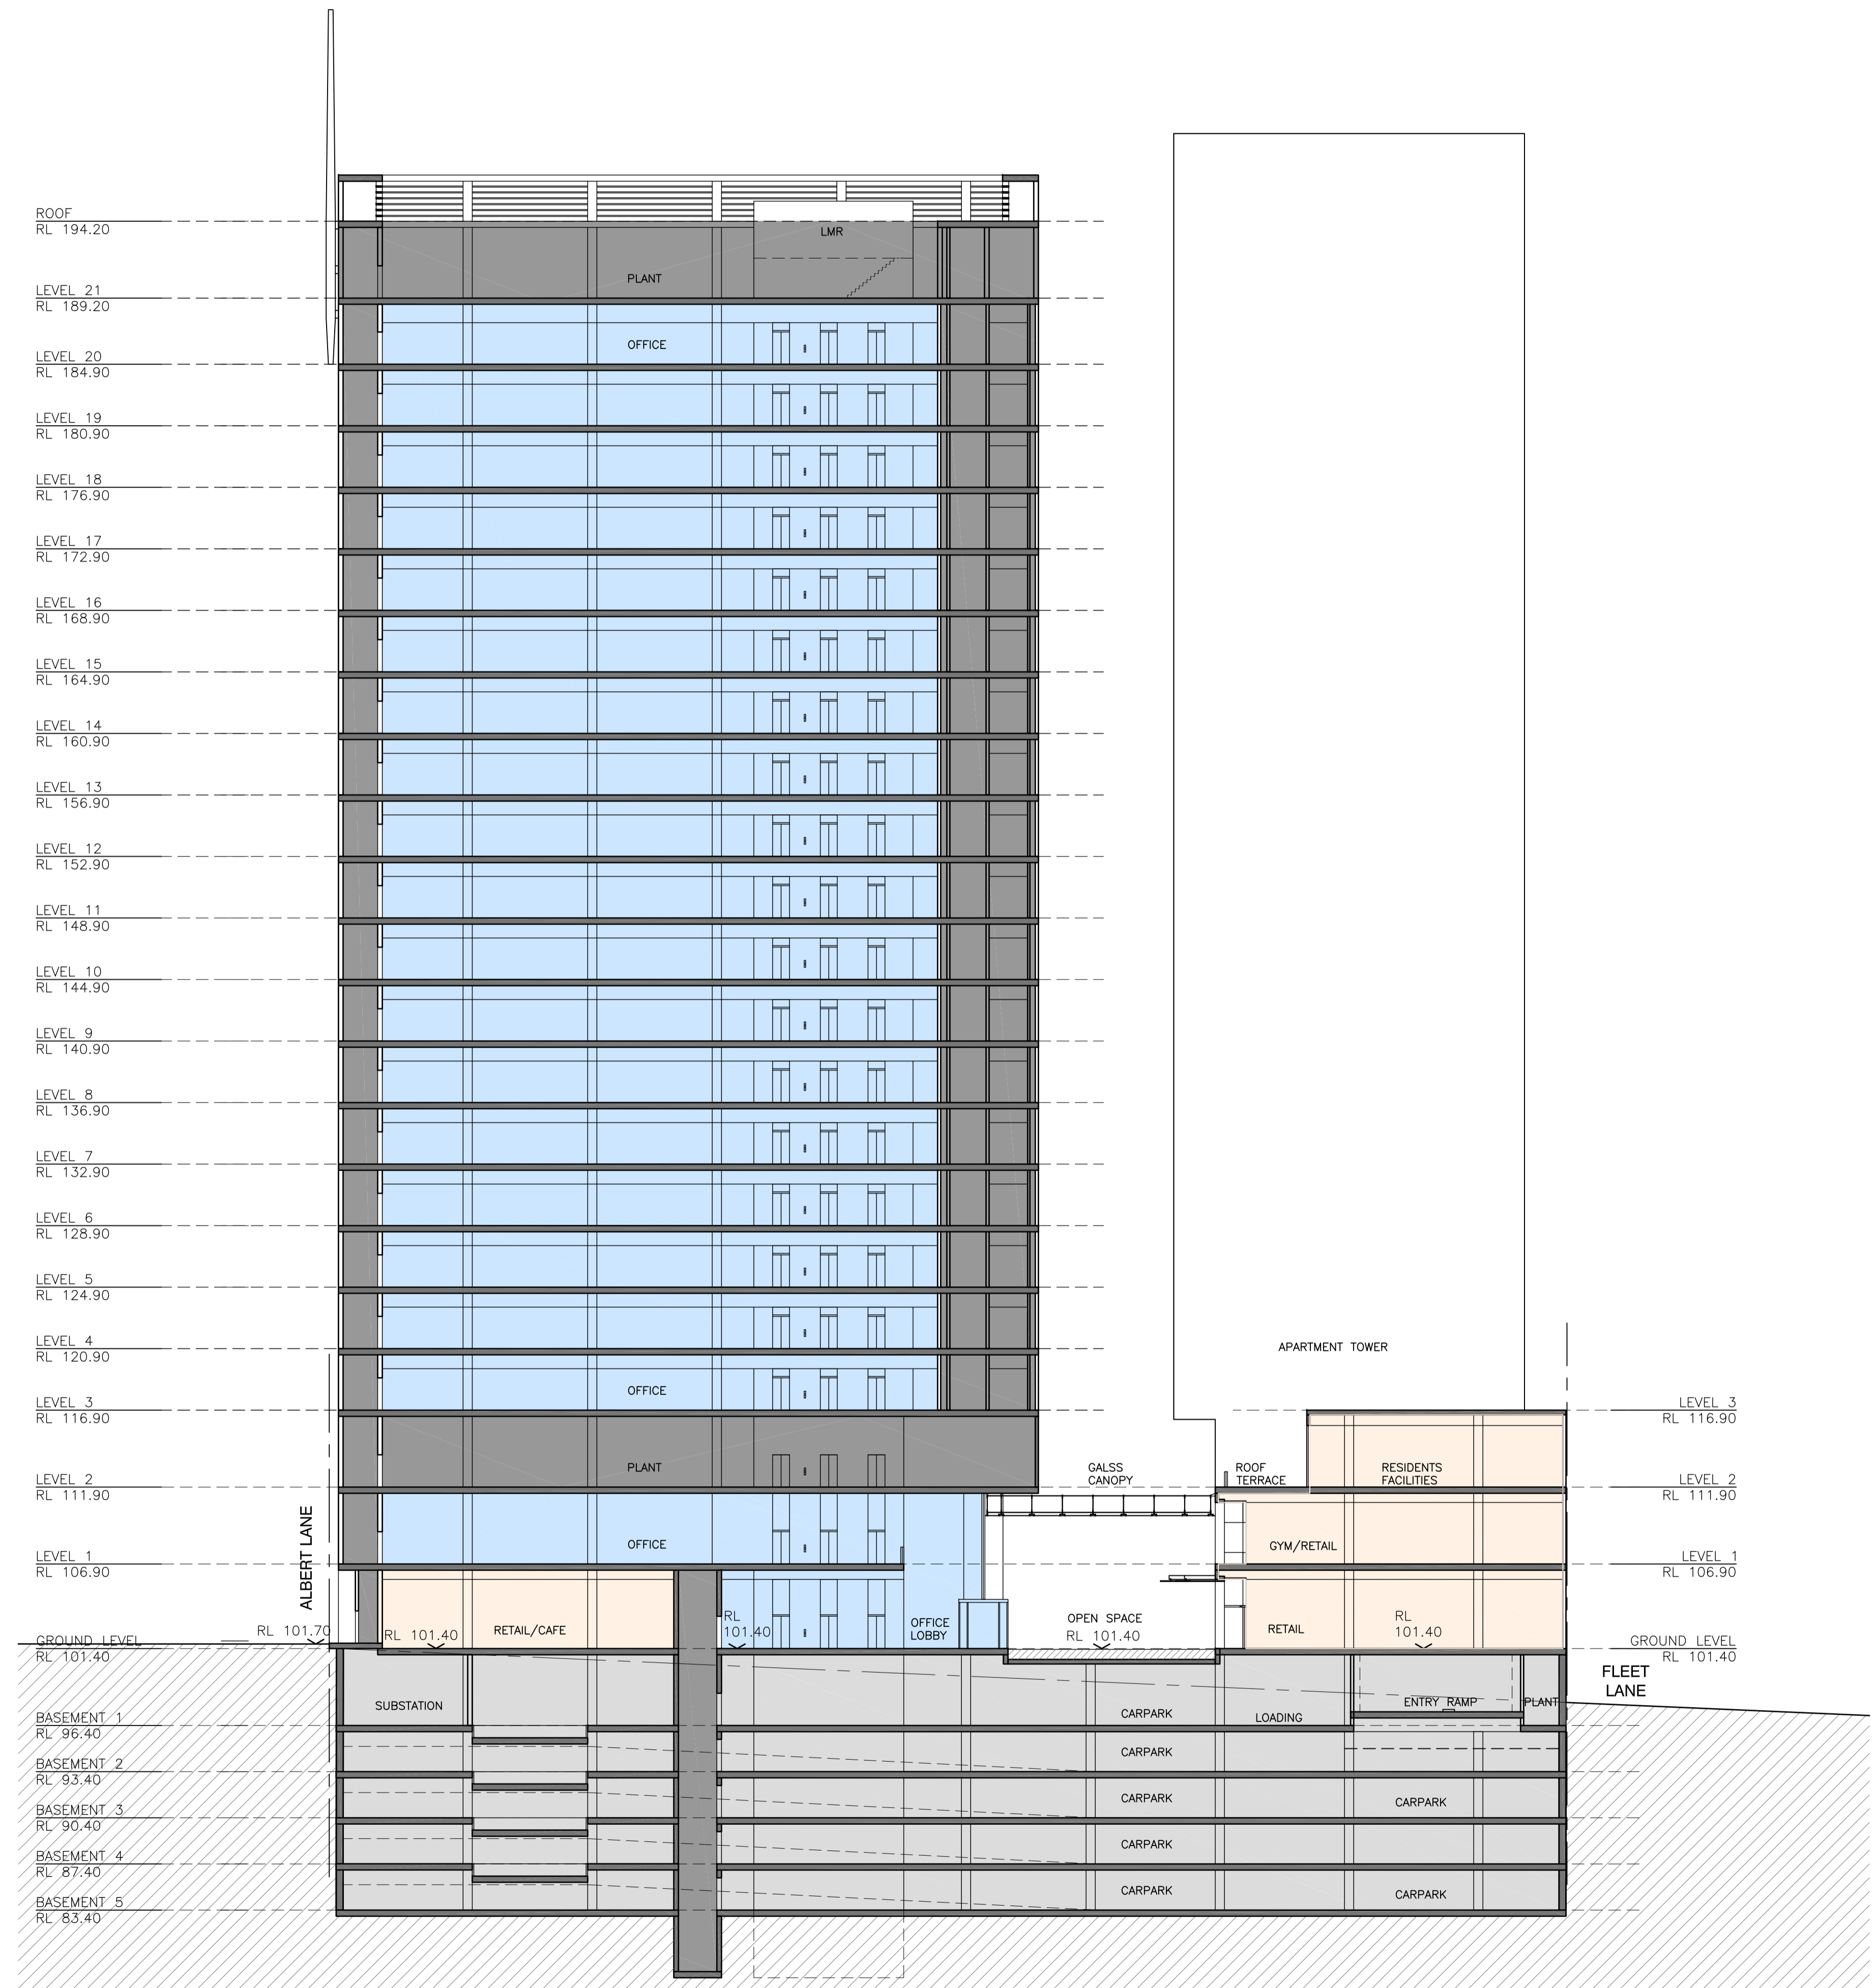 ROOF
RL 194.20
LMR
LEVEL 21
RL 189.20
PLANT
LEVEL 20
RL 184.90
OFFICE
LEVEL 19
RL 180.90
LEVEL 18
RL 176.90
LEVEL 17
RL 172.90
LEVEL 16
RL 168.90
LEVEL 15
RL 164.90
LEVEL 14
RL 160.90
LEVEL 13
RL 156.90
LEVEL 12
RL 152.90
LEVEL 11
RL 148.90
LEVEL 10
RL 144.90
LEVEL 9
RL 140.90
LEVEL 8
RL 136.90
LEVEL 7
RL 132.90
LEVEL 6
RL 128.90
LEVEL 5
RL 124.90
LEVEL 4
RL 120.90
APARTMENT TOWER
LEVEL 3
RL 116.90
OFFICE
LEVEL 3
RL 116.90
LEVEL 2
RL 111.90
PLANT
GALSS
CANOPY
ROOF
TERRACE
RESIDENTS
FACILITIES
LEVEL 2
RL 111.90
ALBERT LANE
LEVEL 1
RL 106.90
OFFICE
GYM/RETAIL
LEVEL 1
RL 106.90
GROUND LEVEL
RL 101.40
RL 101.70
RL 101.40
RETAIL/CAFE
RL
101.40
OFFICE
LOBBY
OPEN SPACE
RL 101.40
RETAIL
RL
101.40
GROUND LEVEL
RL 101.40
FLEET
LANE
SUBSTATION
CARPARK
LOADING
ENTRY RAMP
PLANT
BASEMENT 1
RL 96.40
CARPARK
BASEMENT 2
RL 93.40
CARPARK
CARPARK
BASEMENT 3
RL 90.40
CARPARK
BASEMENT 4
RL 87.40
CARPARK
CARPARK
BASEMENT 5
RL 83.40